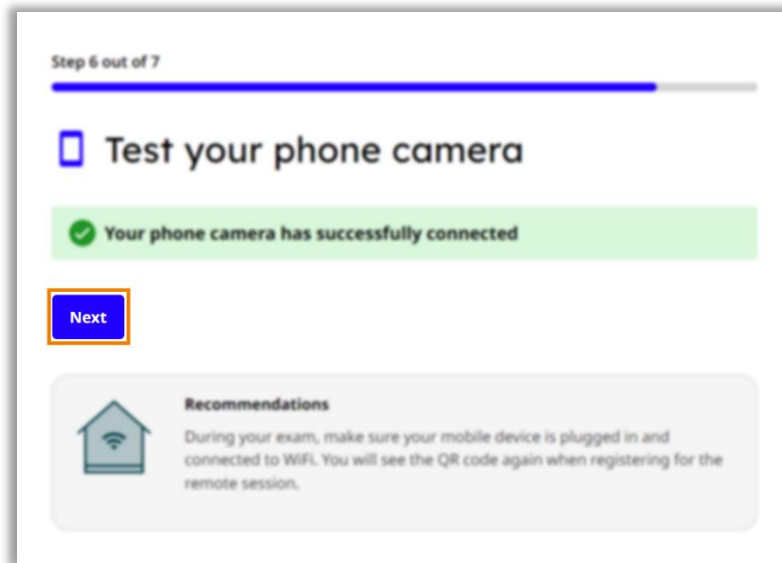 Step 6 out of 7
Test your phone camera
Your phone camera has successfully connected
Next
Recommendations
During your exam, make sure your mobile device is plugged in and
connected to WiFi. You will see the QR code again when registering for the
remote session.